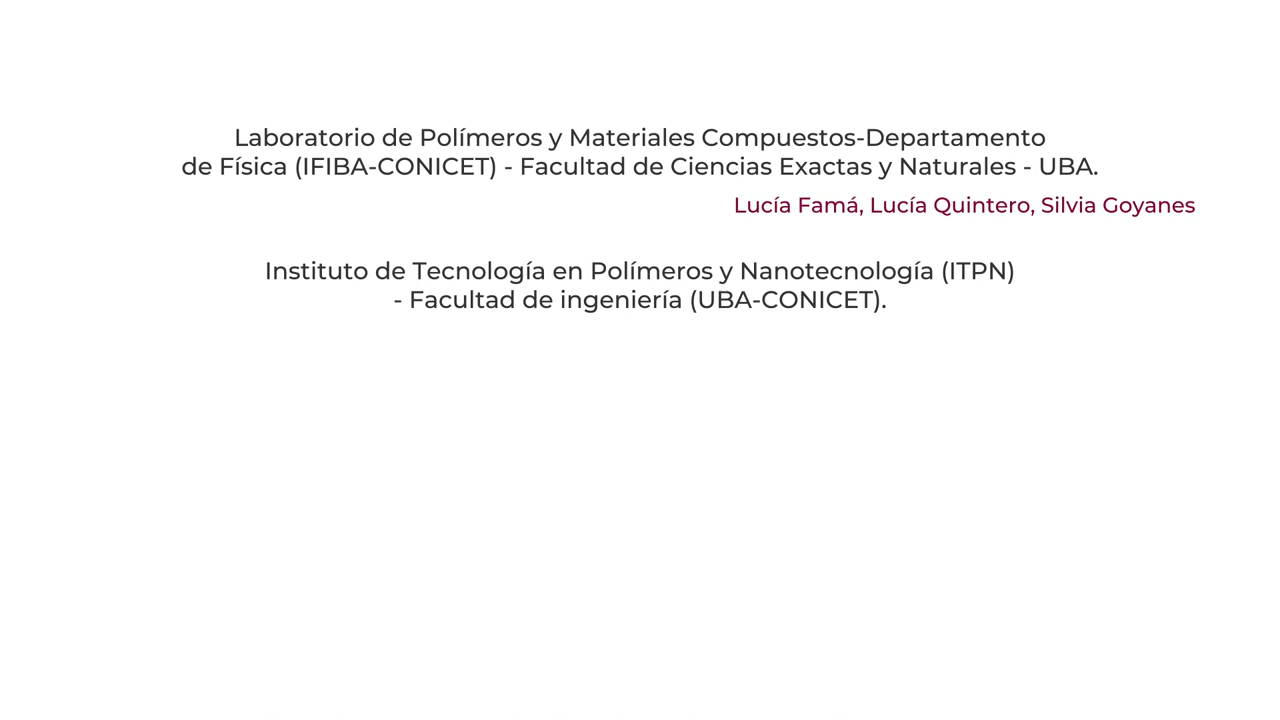 Laboratorio de Polímeros y Materiales Compuestos-Departamento
de Física (IFIBA-CONICET) - Facultad de Ciencias Exactas y Naturales - UBA.
Lucía Famá, Lucía Quintero, Silvia Goyanes
Instituto de Tecnología en Polímeros y Nanotecnología (ITPN)
- Facultad de ingeniería (UBA-CONICET).